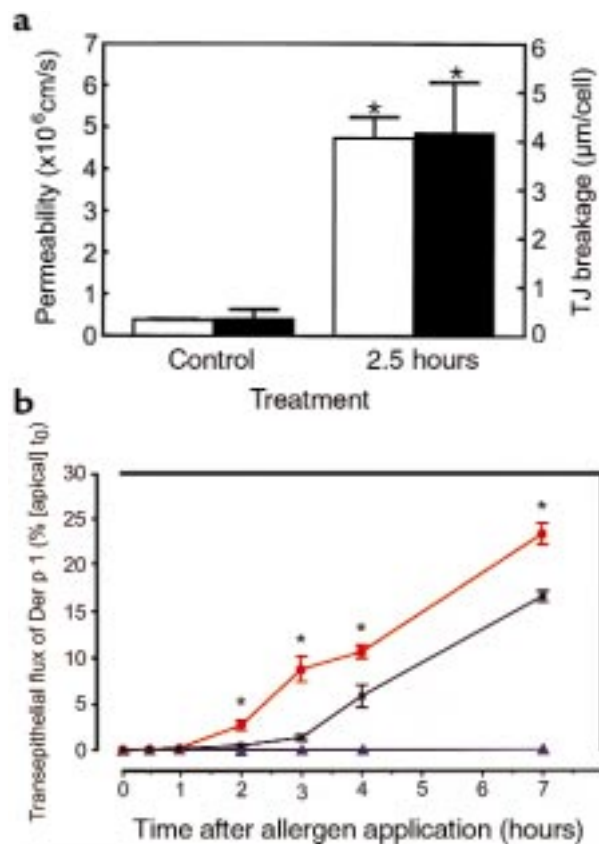 a
Permeability (x10⁶cm/s)
7
6
5
4
3
2
1
0
* *
6
5
4
3
2
1
0
TJ breakage (µm/cell)
Control 2.5 hours
Treatment
b
Transepithelial flux of Der p 1 (% [apical] t₀)
30
25
20
15
10
5
0
* * * *
0 1 2 3 4 5 6 7
Time after allergen application (hours)